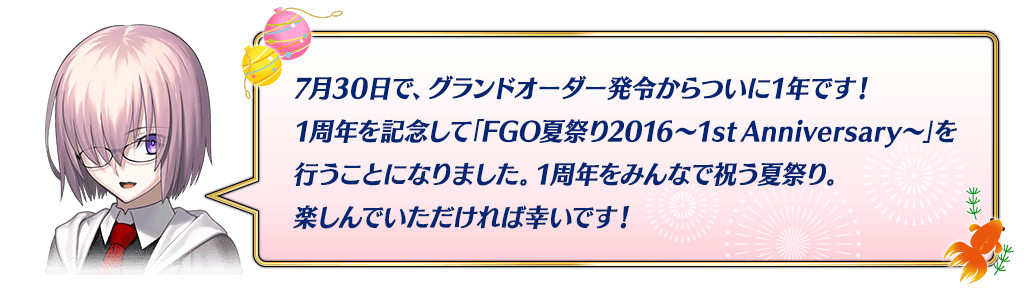 7月30日で、グランドオーダー発令からついに1年です！
1周年を記念して「FGO夏祭り2016～1st Anniversary～」を
行うことになりました。1周年をみんなで祝う夏祭り。
楽しんでいただければ幸いです！